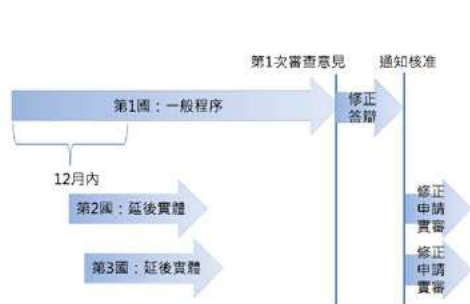 第1次審查意見
通知核准
第1國：一般程序
修正
答辯
12月內
第2國：延後實體
修正
申請
實審
第3國：延後實體
修正
申請
實審